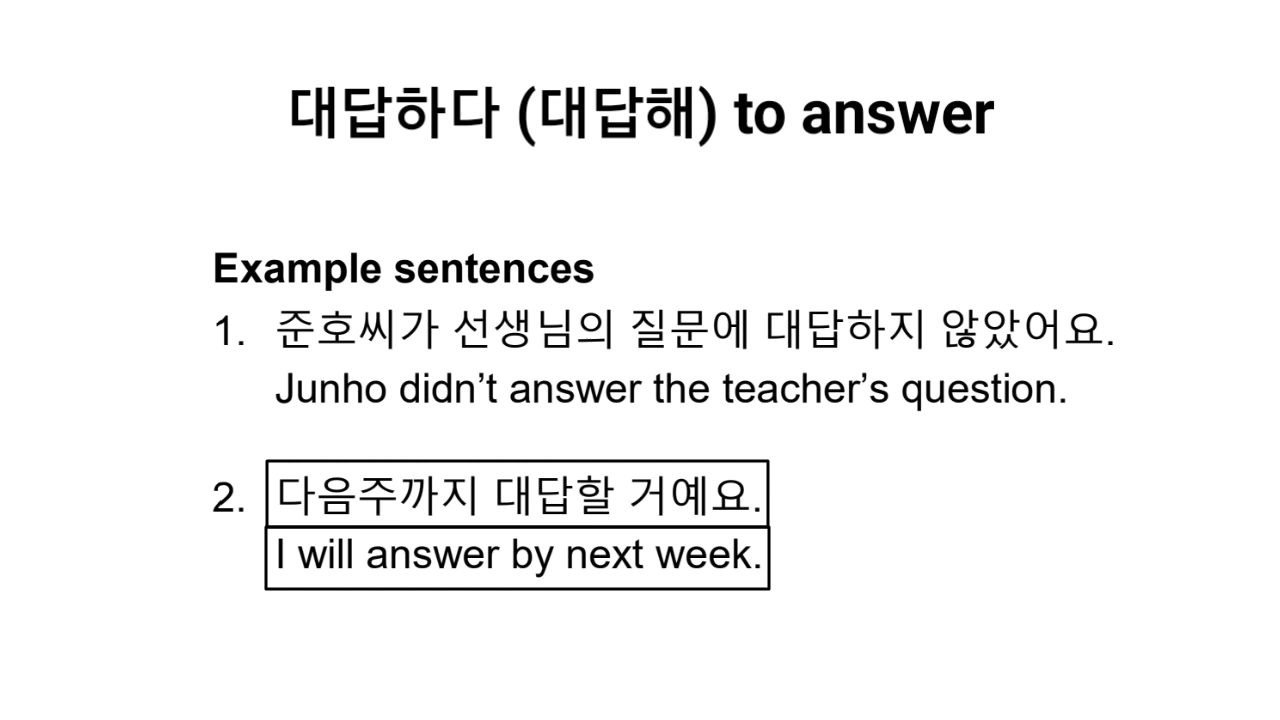 대답하다 (대답해) to answer
Example sentences
1. 준호씨가 선생님의 질문에 대답하지 않았어요.
Junho didn’t answer the teacher’s question.
2. 다음주까지 대답할 거예요.
I will answer by next week.